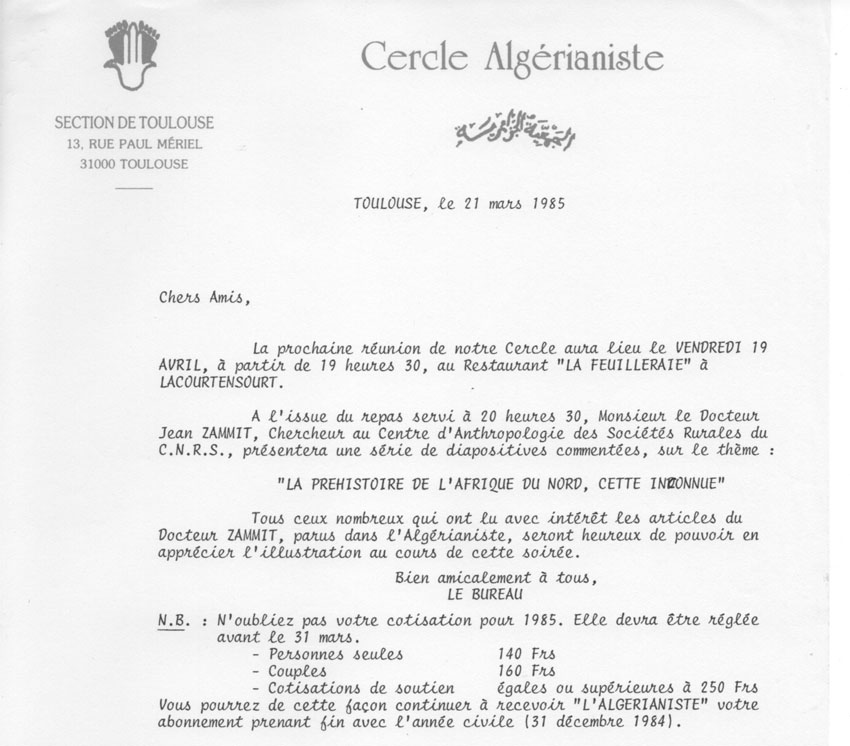 Cercle Algérianiste
SECTION DE TOULOUSE
13, RUE PAUL MÉRIEL
31000 TOULOUSE
TOULOUSE, le 21 mars 1985
Chers Amis,
La prochaine réunion de notre Cercle aura lieu le VENDREDI 19
AVRIL, à partir de 19 heures 30, au Restaurant "LA FEUILLERAIE" à
LACOURTENSOURT.
A l'issue du repas servi à 20 heures 30, Monsieur le Docteur
Jean ZAMMIT, Chercheur au Centre d'Anthropologie des Sociétés Rurales du
C.N.R.S., présentera une série de diapositives commentées, sur le thème :
"LA PREHISTOIRE DE L'AFRIQUE DU NORD, CETTE INCONNUE"
Tous ceux nombreux qui ont lu avec intérêt les articles du
Docteur ZAMMIT, parus dans l'Algérianiste, seront heureux de pouvoir en
apprécier l'illustration au cours de cette soirée.
Bien amicalement à tous,
LE BUREAU
N.B. : N'oubliez pas votre cotisation pour 1985. Elle devra être réglée
avant le 31 mars.
- Personnes seules 140 Frs
- Couples 160 Frs
- Cotisations de soutien égales ou supérieures à 250 Frs
Vous pourrez de cette façon continuer à recevoir "L'ALGERIANISTE" votre
abonnement prenant fin avec l'année civile (31 décembre 1984).